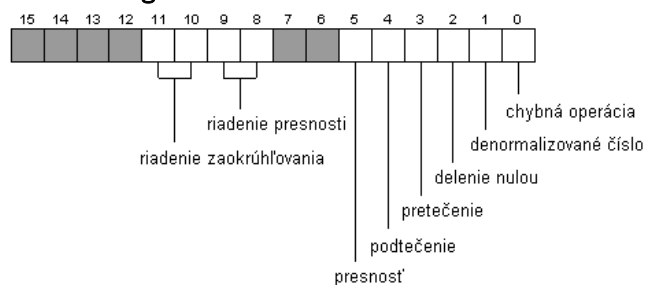 15 14 13 12 11 10 9 8 7 6 5 4 3 2 1 0
chybná operácia
riadenie presnosti
denormalizované číslo
riadenie zaokrúhľovania
delenie nulou
pretečenie
podtečenie
presnosť